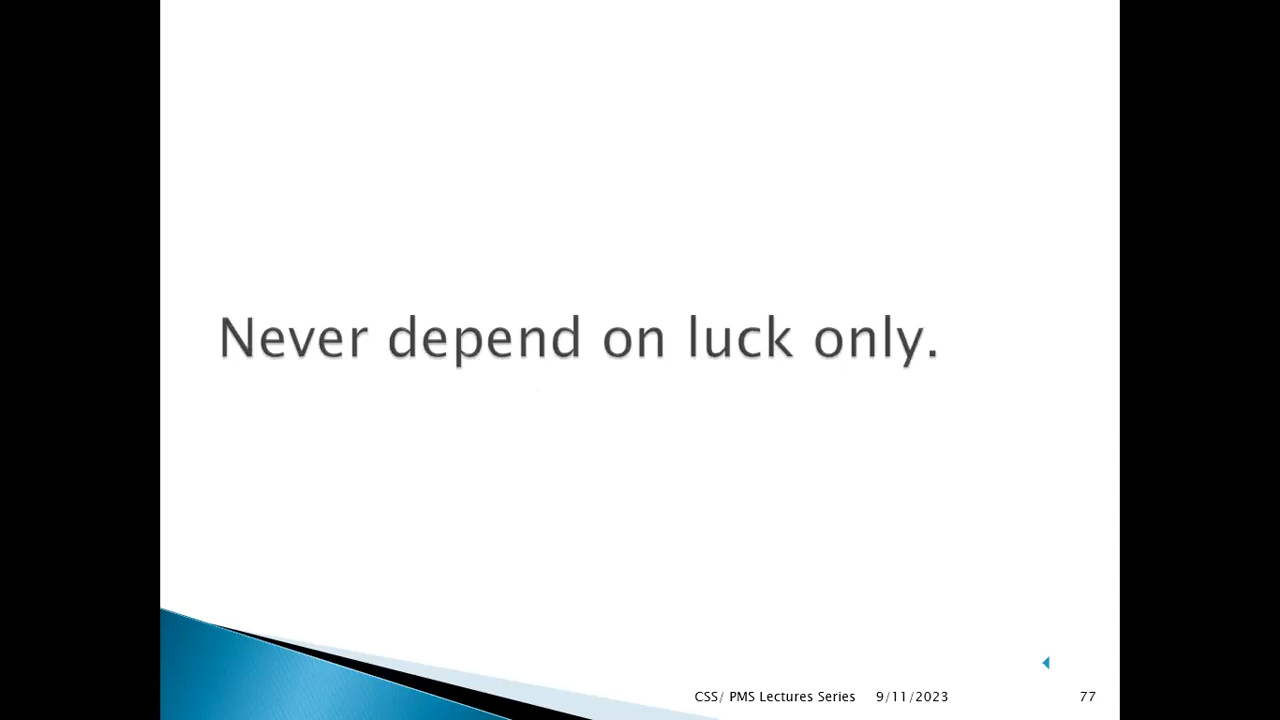 Never depend on luck only.
CSS/ PMS Lectures Series 9/11/2023 77